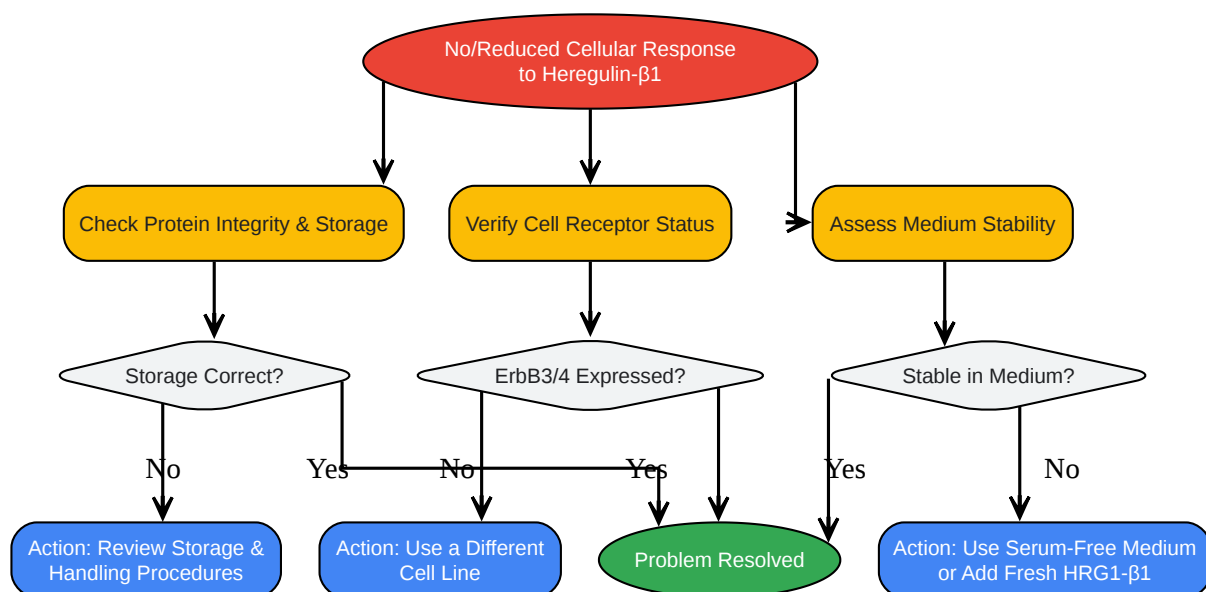 No/Reduced Cellular Response
to Heregulin-β1
Check Protein Integrity & Storage
Verify Cell Receptor Status
Assess Medium Stability
Storage Correct?
ErbB3/4 Expressed?
Stable in Medium?
No
Yes
No
Yes
Yes
No
Action: Review Storage &
Handling Procedures
Action: Use a Different
Cell Line
Problem Resolved
Action: Use Serum-Free Medium
or Add Fresh HRG1-β1